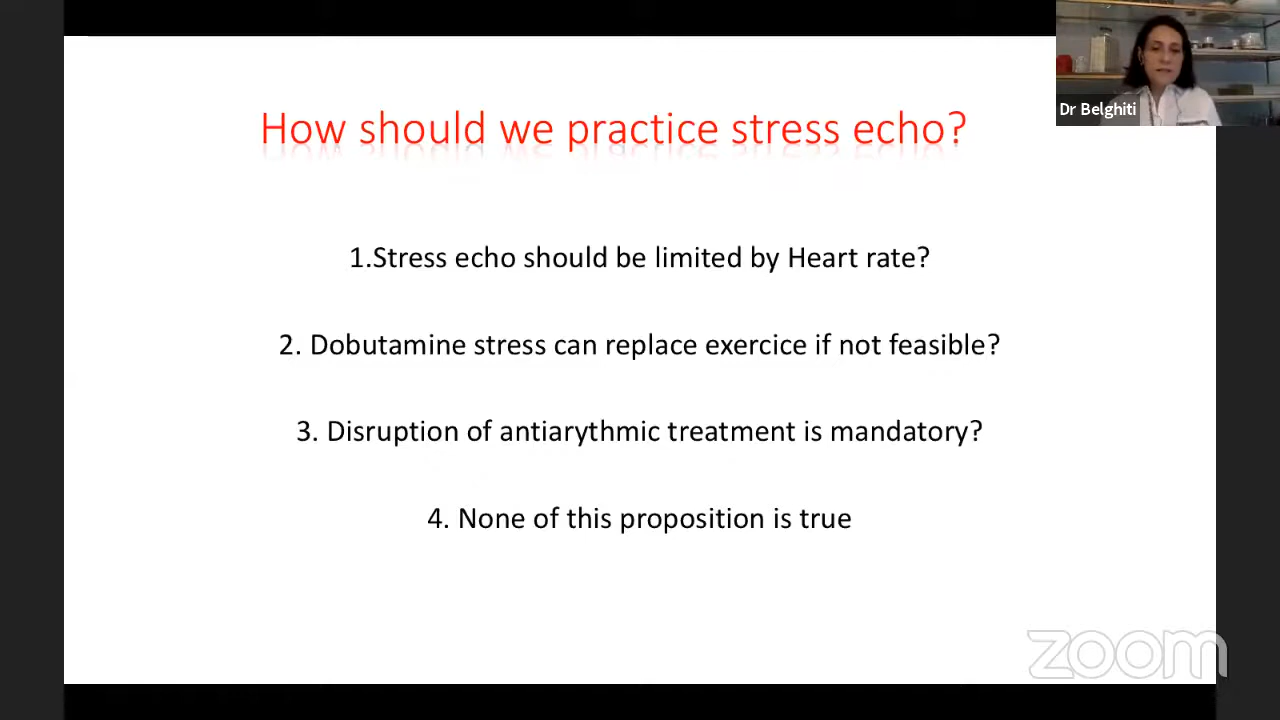 Dr Belghiti
How should we practice stress echo?
1.Stress echo should be limited by Heart rate?
2. Dobutamine stress can replace exercice if not feasible?
3. Disruption of antiarythmic treatment is mandatory?
4. None of this proposition is true
zoom